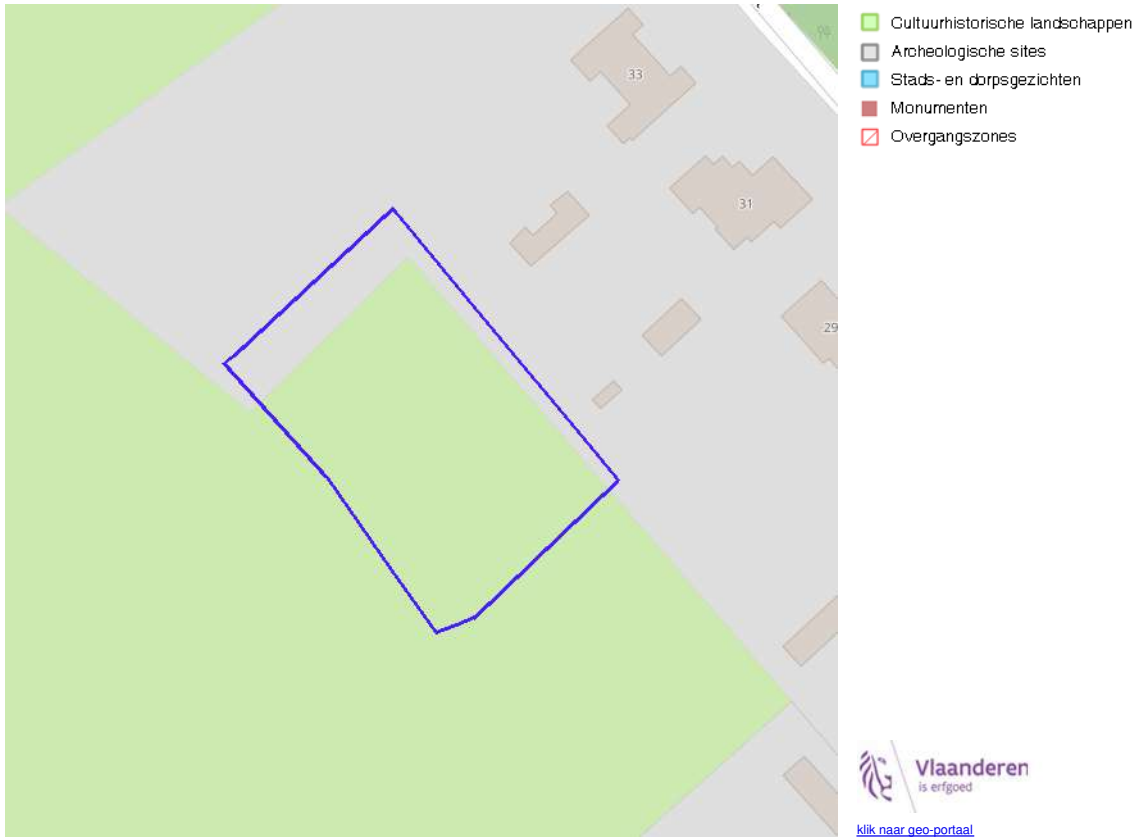 Cultuurhistorische landschappen
Archeologische sites
Stads- en dorpsgezichten
Monumenten
Overgangszones
94
33
31
29
Vlaanderen
is erfgoed
klik naar geo-portaal